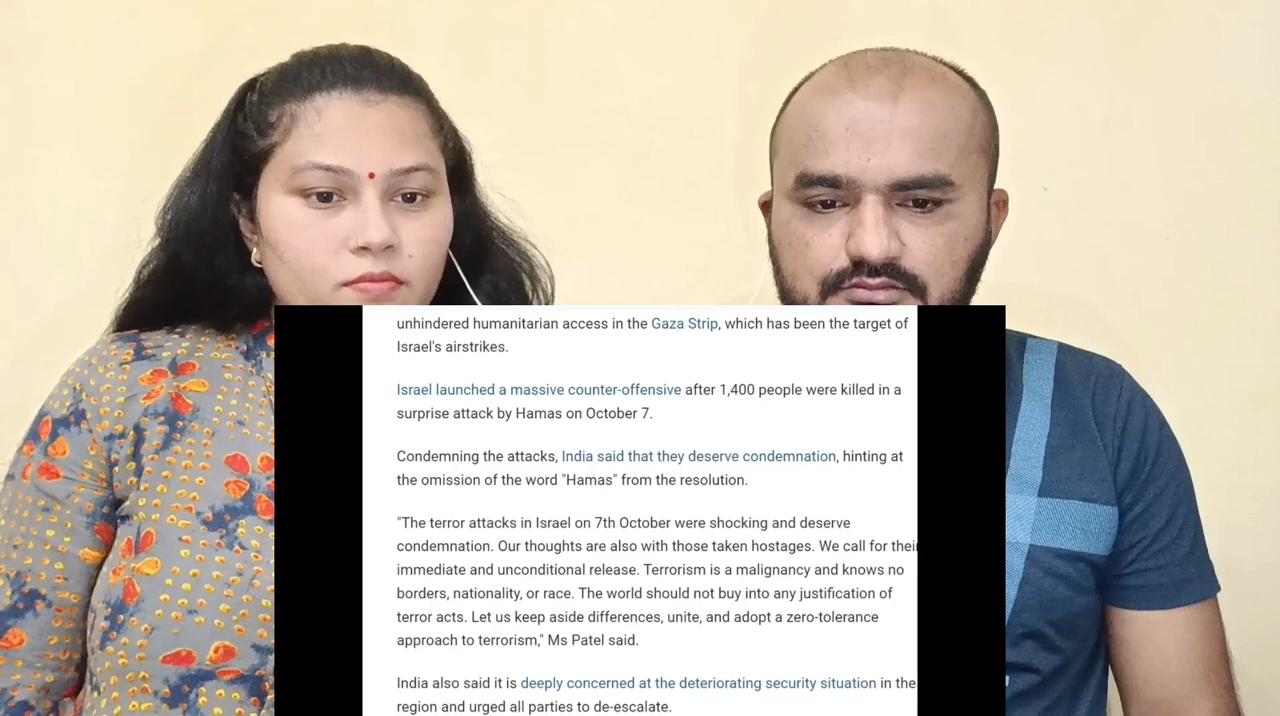 unhindered humanitarian access in the Gaza Strip, which has been the target of
Israel's airstrikes.
Israel launched a massive counter-offensive after 1,400 people were killed in a
surprise attack by Hamas on October 7.
Condemning the attacks, India said that they deserve condemnation, hinting at
the omission of the word "Hamas" from the resolution.
"The terror attacks in Israel on 7th October were shocking and deserve
condemnation. Our thoughts are also with those taken hostages. We call for their
immediate and unconditional release. Terrorism is a malignancy and knows no
borders, nationality, or race. The world should not buy into any justification of
terror acts. Let us keep aside differences, unite, and adopt a zero-tolerance
approach to terrorism," Ms Patel said.
India also said it is deeply concerned at the deteriorating security situation in the
region and urged all parties to de-escalate.